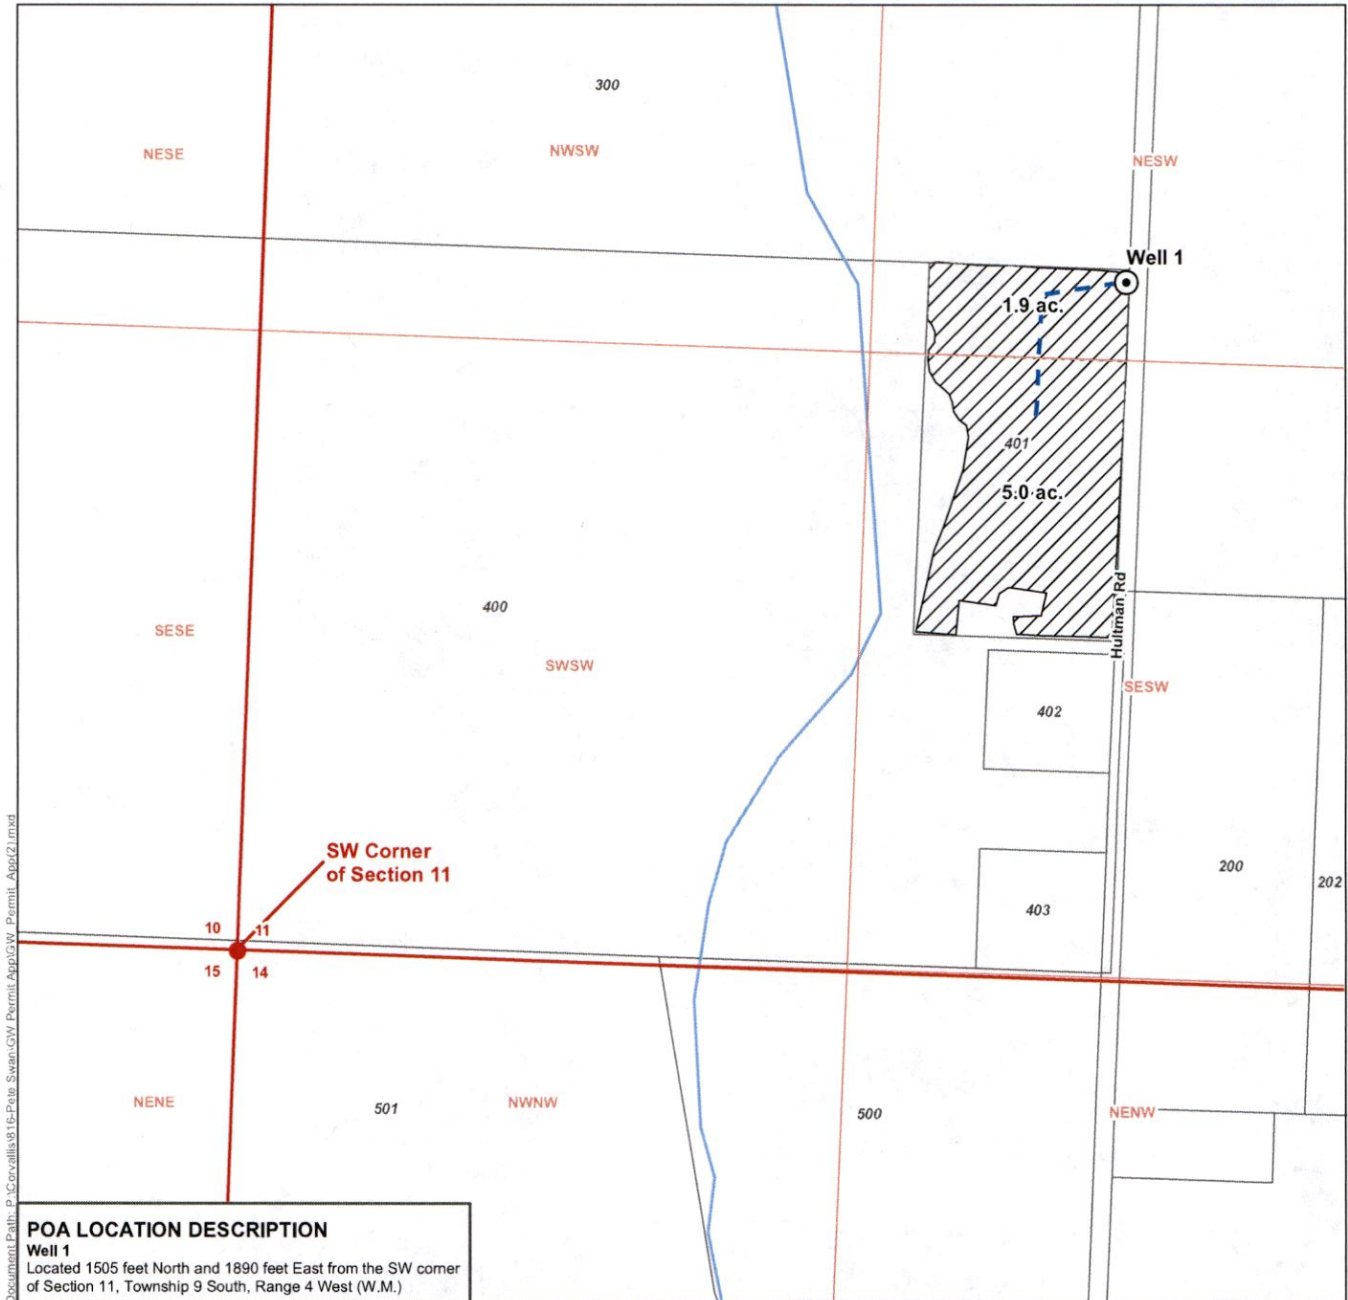 300
NESE
NWSW
NESW
Well 1
1.9 ac.
401
5.0 ac.
Hultman Rd
400
SESE
SWSW
SESW
402
SW Corner
of Section 11
200
202
403
10 11
15 14
NENE
501
NWNW
500
NENW
POA LOCATION DESCRIPTION
Well 1
Located 1505 feet North and 1890 feet East from the SW corner
of Section 11, Township 9 South, Range 4 West (W.M.)
Document Path: P:\Corvallis\816-Pete Swan\GW Permit App\GW_Permit_App(2).mxd